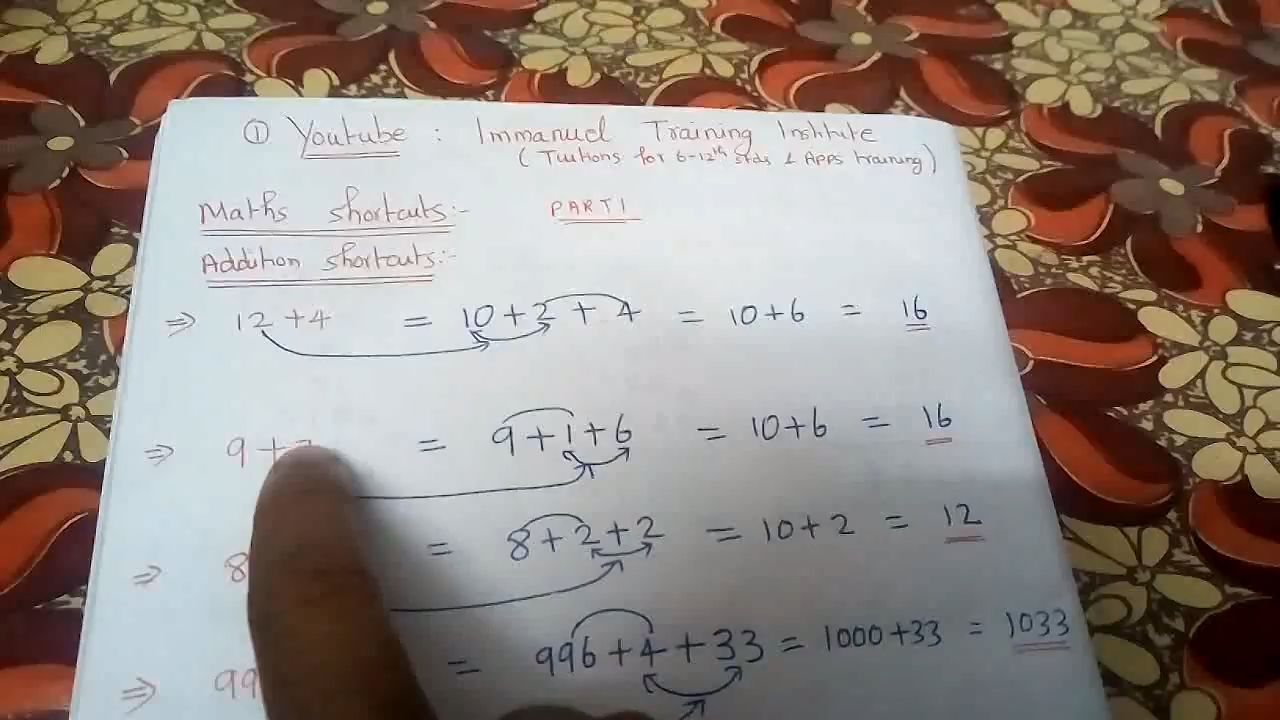 ① Youtube : Immanuel Training Institute
(Tuitions for 6-12th stds & Apps training)
Maths shortcuts:- PART 1
Addition shortcuts:-
⇒ 12 + 4 = 10 + 2 + 4 = 10 + 6 = 16
⇒ 9 + = 9 + 1 + 6 = 10 + 6 = 16
⇒ 8 = 8 + 2 + 2 = 10 + 2 = 12
⇒ 99 = 996 + 4 + 33 = 1000 + 33 = 1033